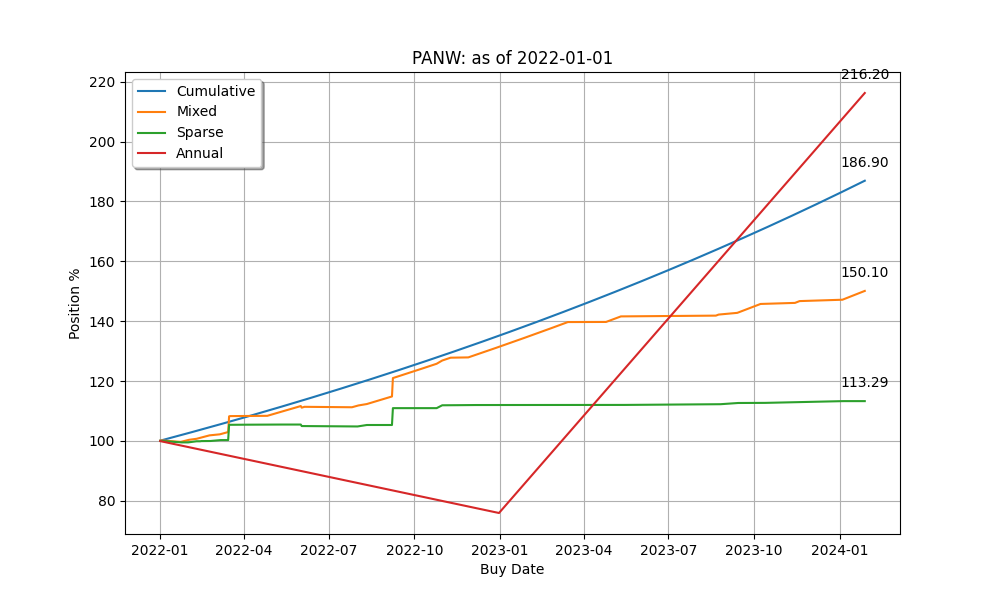 PANW: as of 2022-01-01
216.20
220
Cumulative
Mixed
Sparse
Annual
200
186.90
180
160
150.10
140
120
113.29
100
80
Position %
2022-01 2022-04 2022-07 2022-10 2023-01 2023-04 2023-07 2023-10 2024-01
Buy Date